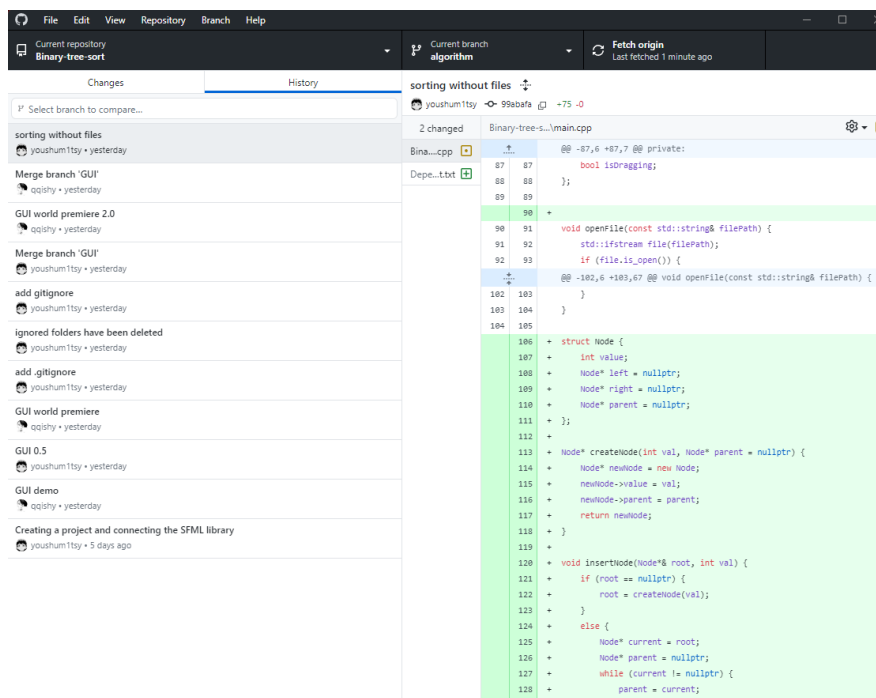 File Edit View Repository Branch Help
Current repository
Binary-tree-sort
Current branch
algorithm
Fetch origin
Last fetched 1 minute ago
Changes History
Select branch to compare...
sorting without files
youshum1tsy • yesterday
Merge branch 'GUI'
qqishy • yesterday
GUI world premiere 2.0
qqishy • yesterday
Merge branch 'GUI'
youshum1tsy • yesterday
add gitignore
youshum1tsy • yesterday
ignored folders have been deleted
youshum1tsy • yesterday
add .gitignore
youshum1tsy • yesterday
GUI world premiere
qqishy • yesterday
GUI 0.5
youshum1tsy • yesterday
GUI demo
qqishy • yesterday
Creating a project and connecting the SFML library
youshum1tsy • 5 days ago
sorting without files
youshum1tsy 99abafa +75 -0
2 changed
Bina....cpp
Depe...t.txt
Binary-tree-s...\main.cpp
@@ -87,6 +87,7 @@ private:
87 87 bool isDragging;
88 88 };
89 89
90 +
90 91 void openFile(const std::string& filePath) {
91 92 std::ifstream file(filePath);
92 93 if (file.is_open()) {
@@ -102,6 +103,67 @@ void openFile(const std::string& filePath) {
102 103 }
103 104 }
104 105
106 + struct Node {
107 + int value;
108 + Node* left = nullptr;
109 + Node* right = nullptr;
110 + Node* parent = nullptr;
111 + };
112 +
113 + Node* createNode(int val, Node* parent = nullptr) {
114 + Node* newNode = new Node;
115 + newNode->value = val;
116 + newNode->parent = parent;
117 + return newNode;
118 + }
119 +
120 + void insertNode(Node*& root, int val) {
121 + if (root == nullptr) {
122 + root = createNode(val);
123 + }
124 + else {
125 + Node* current = root;
126 + Node* parent = nullptr;
127 + while (current != nullptr) {
128 + parent = current;